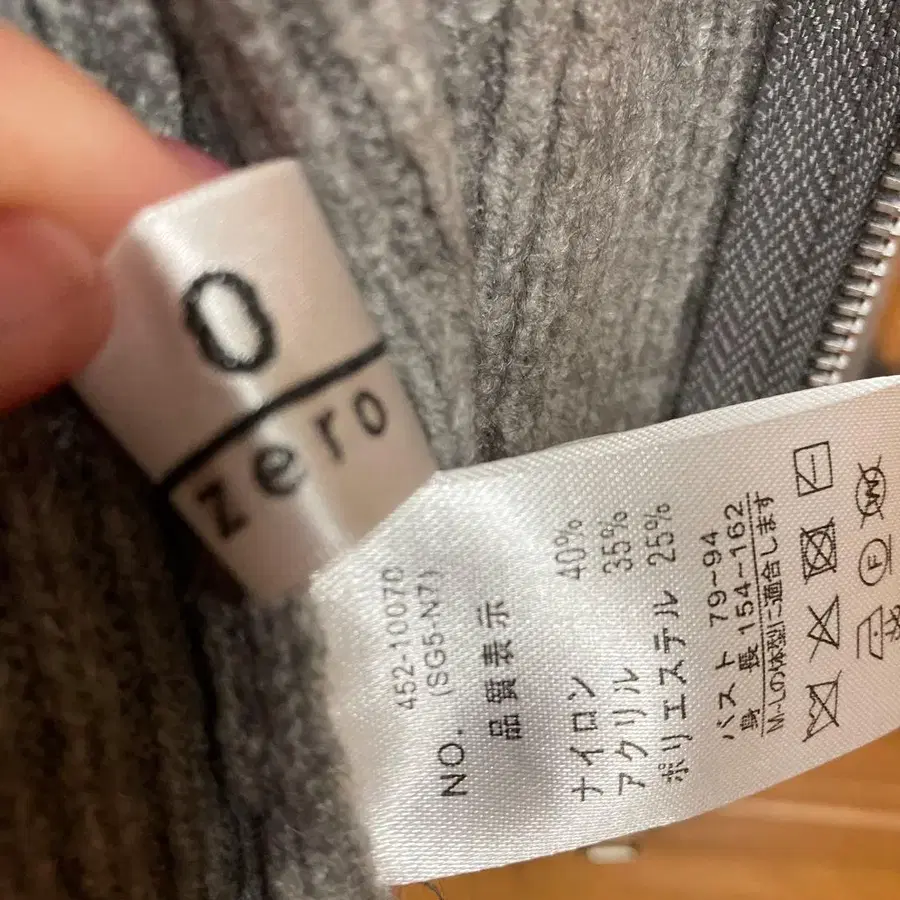 0
zero
NO. 452-10070
(SG5-N7)
品質表示
ナイロン 40%
アクリル 35%
ポリエステル 25%
バスト 79~94
身長 154~162
M-Lの体型に適合します
W
F